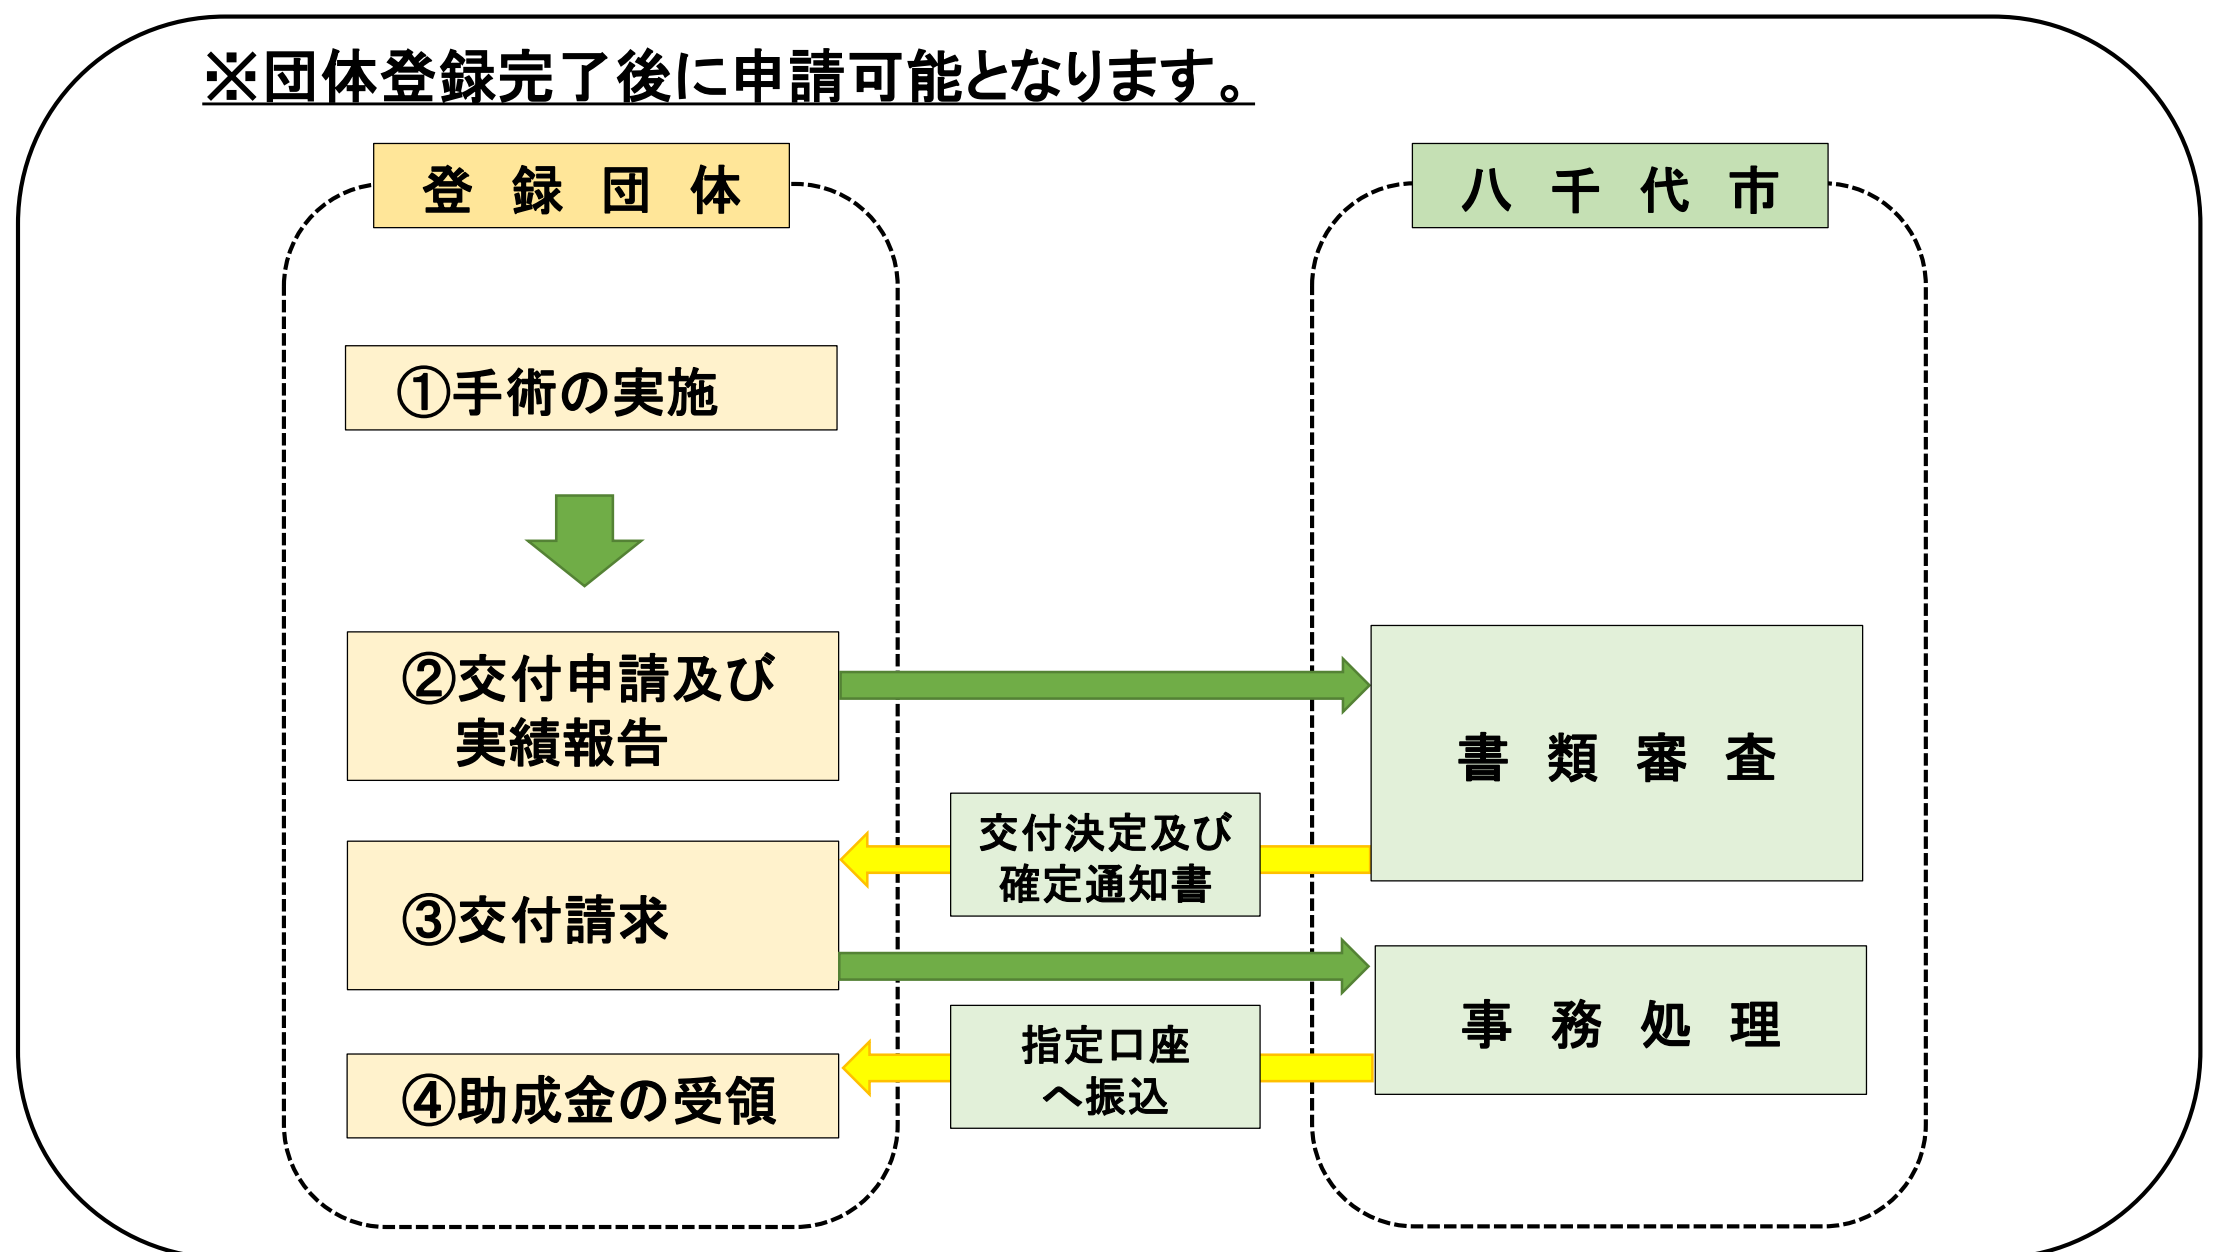 ※団体登録完了後に申請可能となります。
登録団体
八千代市
①手術の実施
②交付申請及び
実績報告
書類審査
交付決定及び
確定通知書
③交付請求
事務処理
指定口座
へ振込
④助成金の受領